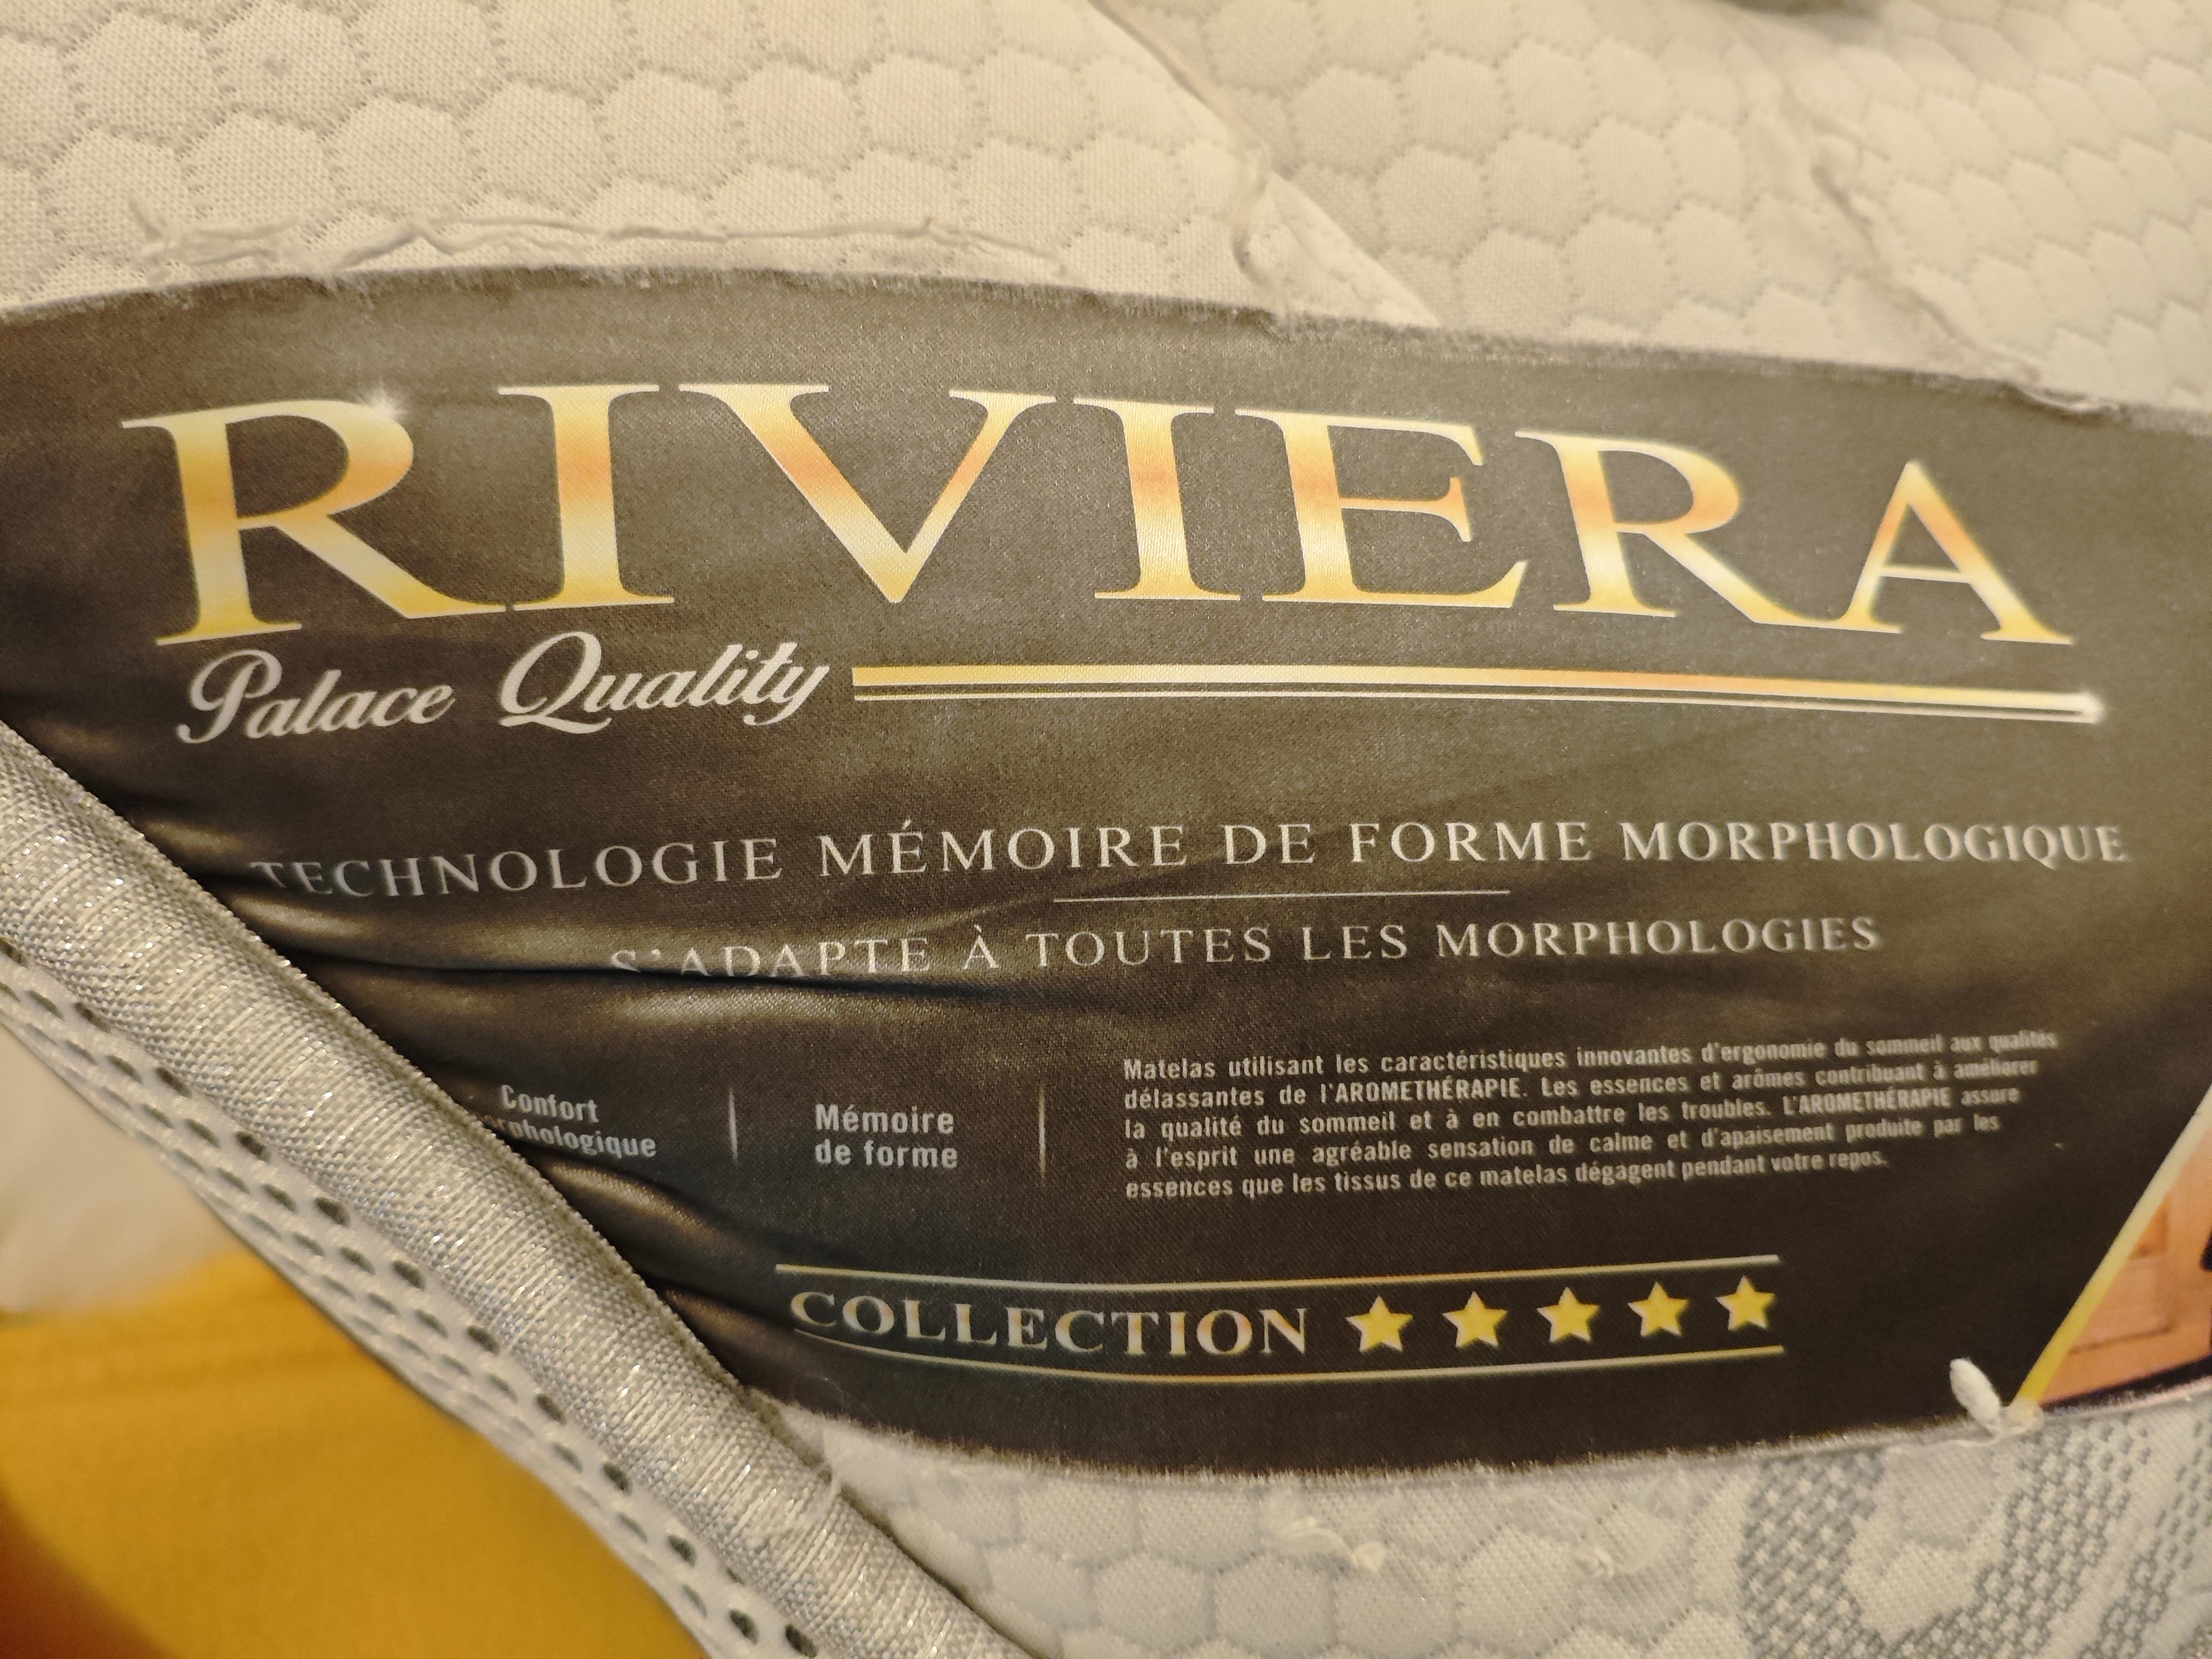 RIVIERA
Palace Quality
TECHNOLOGIE MÉMOIRE DE FORME MORPHOLOGIQUE
S'ADAPTE À TOUTES LES MORPHOLOGIES
Confort
rphologique
Mémoire
de forme
Matelas utilisant les caractéristiques innovantes d'ergonomie du sommeil aux qualités
délassantes de l'AROMETHÉRAPIE. Les essences et arômes contribuant à améliorer
la qualité du sommeil et à en combattre les troubles. L'AROMETHÉRAPIE assure
à l'esprit une agréable sensation de calme et d'apaisement produite par les
essences que les tissus de ce matelas dégagent pendant votre repos.
COLLECTION ★★★★★